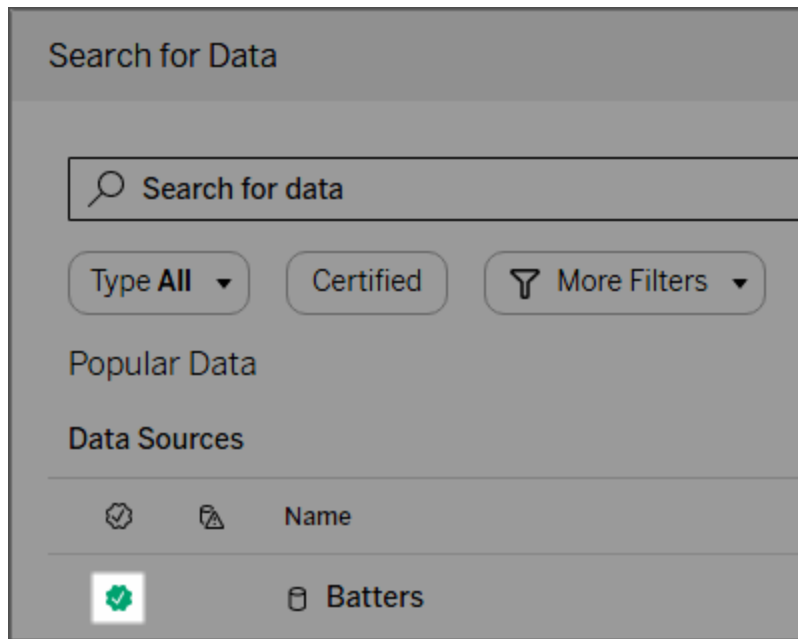 Search for Data
Search for data
Type All Certified More Filters
Popular Data
Data Sources
Name
Batters